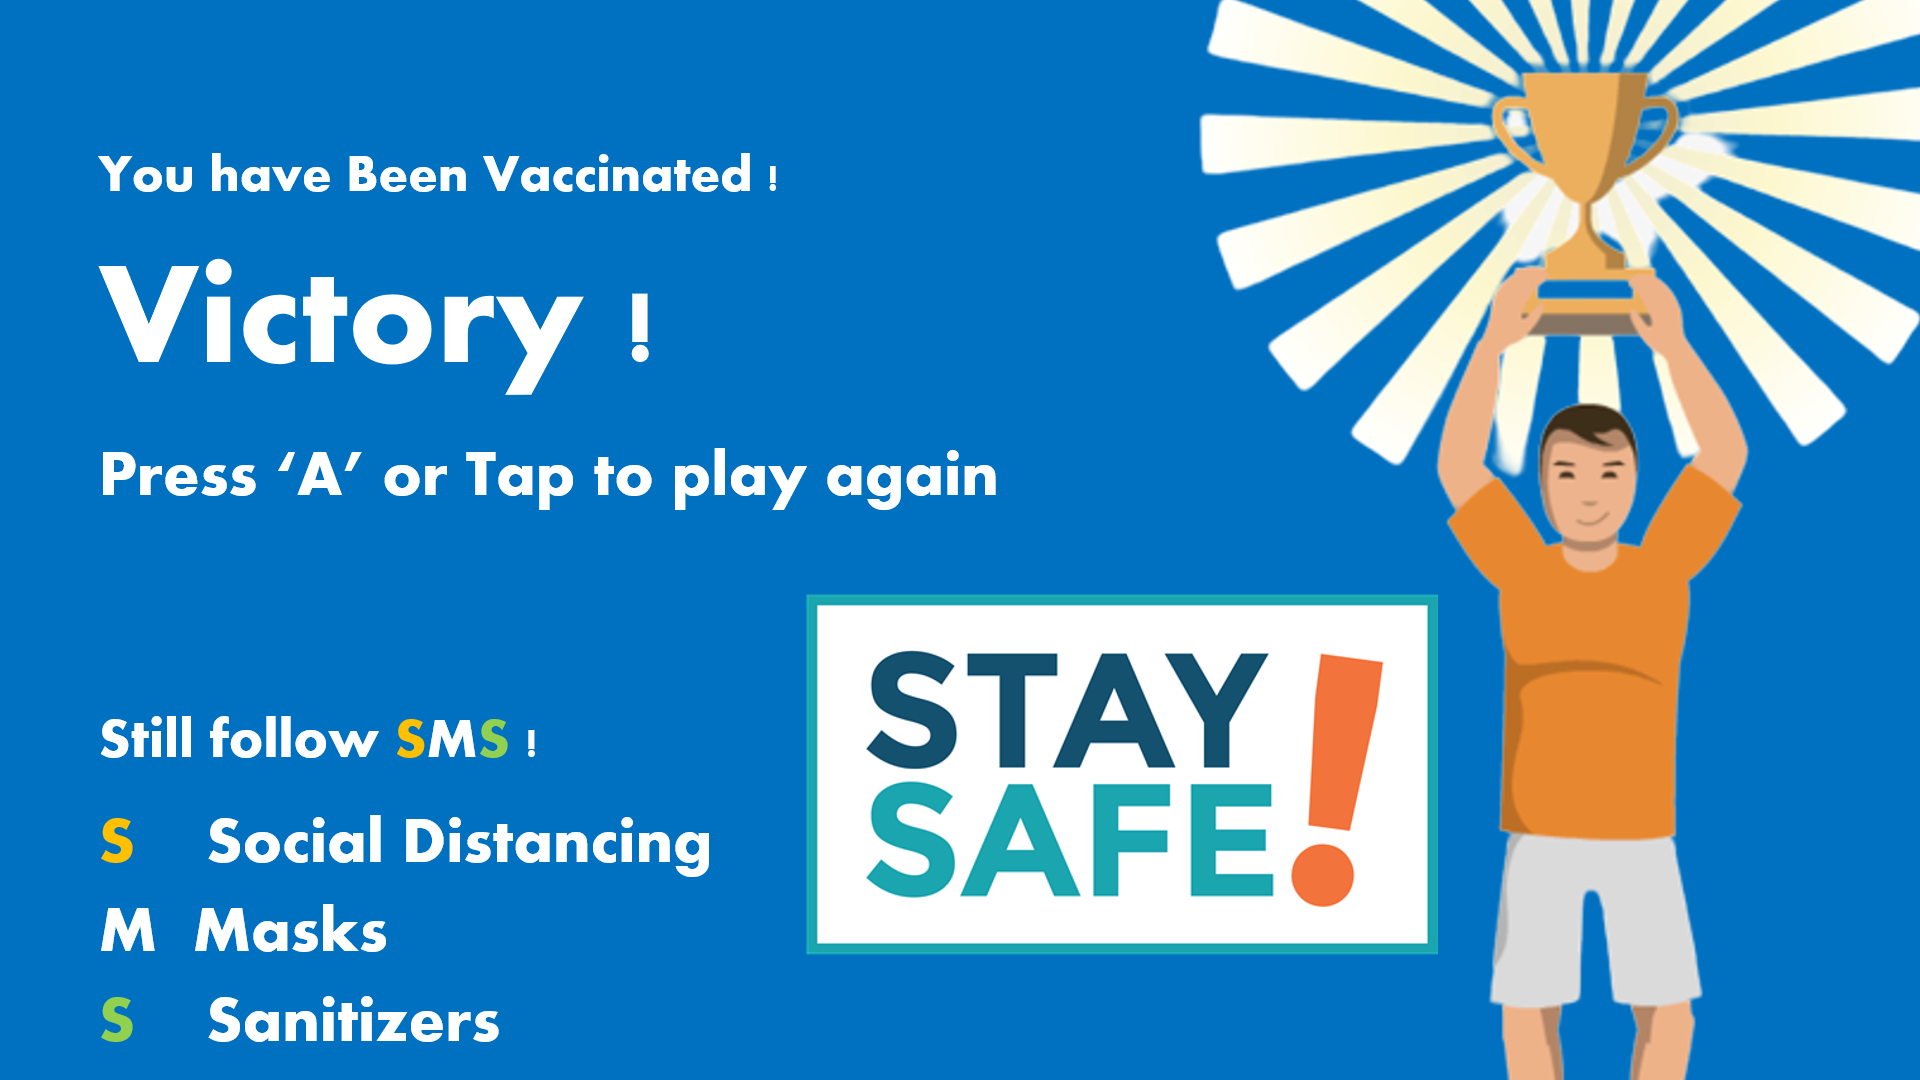 You have Been Vaccinated !
Victory !
Press ‘A’ or Tap to play again
STAY
SAFE!
Still follow SMS !
S Social Distancing
M Masks
S Sanitizers